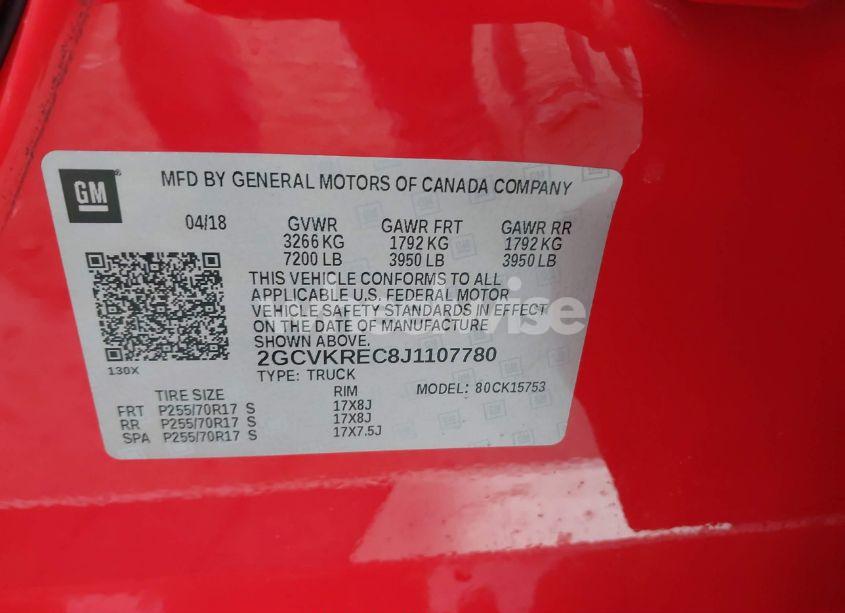 GM
MFD BY GENERAL MOTORS OF CANADA COMPANY
04/18 GVWR GAWR FRT GAWR RR
3266 KG 1792 KG 1792 KG
7200 LB 3950 LB 3950 LB
THIS VEHICLE CONFORMS TO ALL
APPLICABLE U.S. FEDERAL MOTOR
VEHICLE SAFETY STANDARDS IN EFFECT
ON THE DATE OF MANUFACTURE
SHOWN ABOVE.
2GCVKREC8J1107780
130X
TYPE: TRUCK MODEL: 80CK15753
TIRE SIZE RIM
FRT P255/70R17 S 17X8J
RR P255/70R17 S 17X8J
SPA P255/70R17 S 17X7.5J